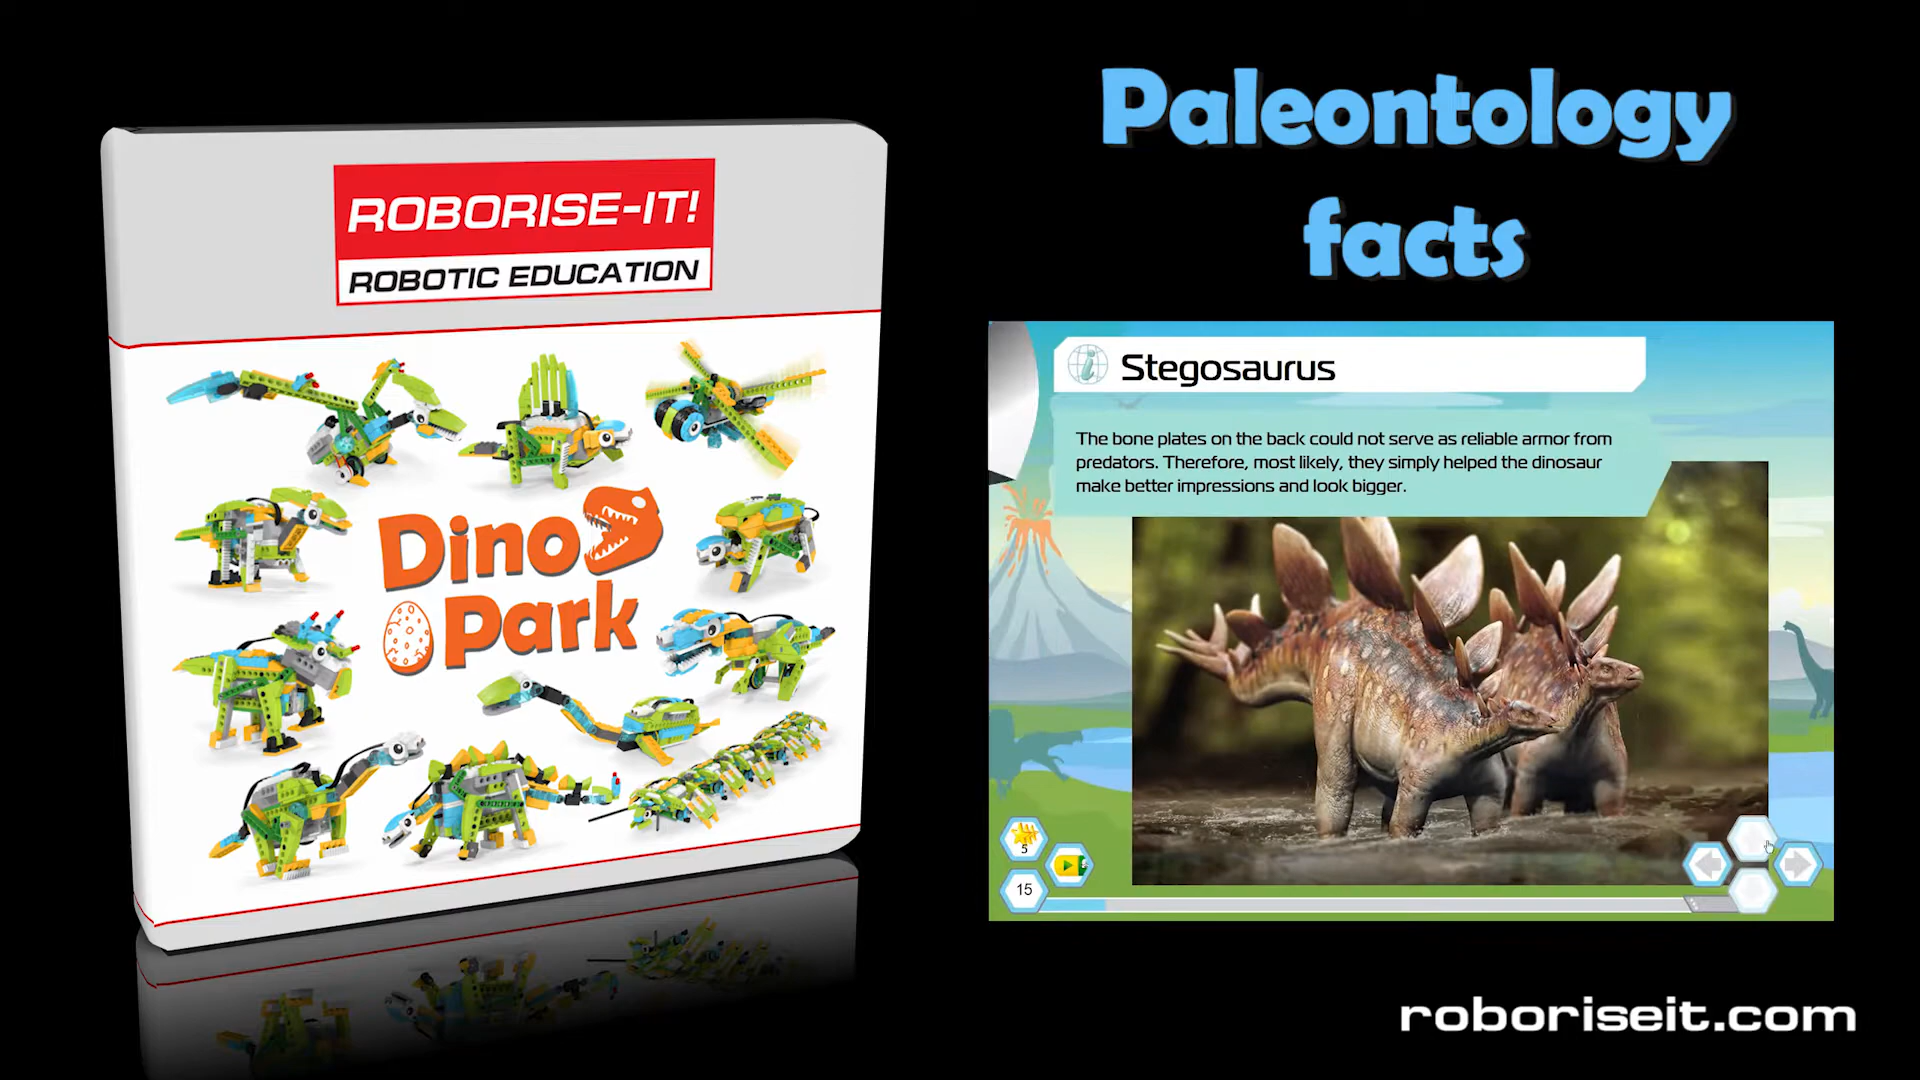 ROBORISE-IT!
ROBOTIC EDUCATION
Dino
Park
Paleontology
facts
Stegosaurus
The bone plates on the back could not serve as reliable armor from
predators. Therefore, most likely, they simply helped the dinosaur
make better impressions and look bigger.
5
15
roboriseit.com